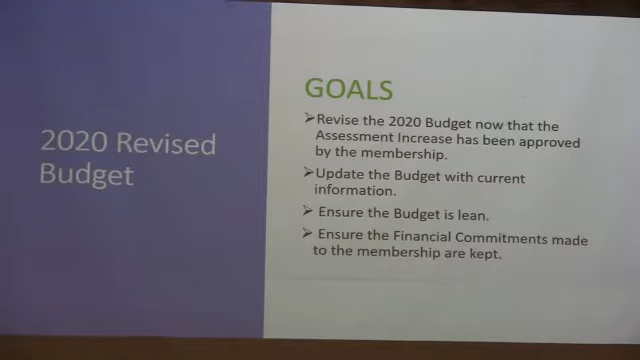 2020 Revised
Budget
GOALS
➢Revise the 2020 Budget now that the
Assessment Increase has been approved
by the membership.
➢Update the Budget with current
information.
➢ Ensure the Budget is lean.
➢ Ensure the Financial Commitments made
to the membership are kept.